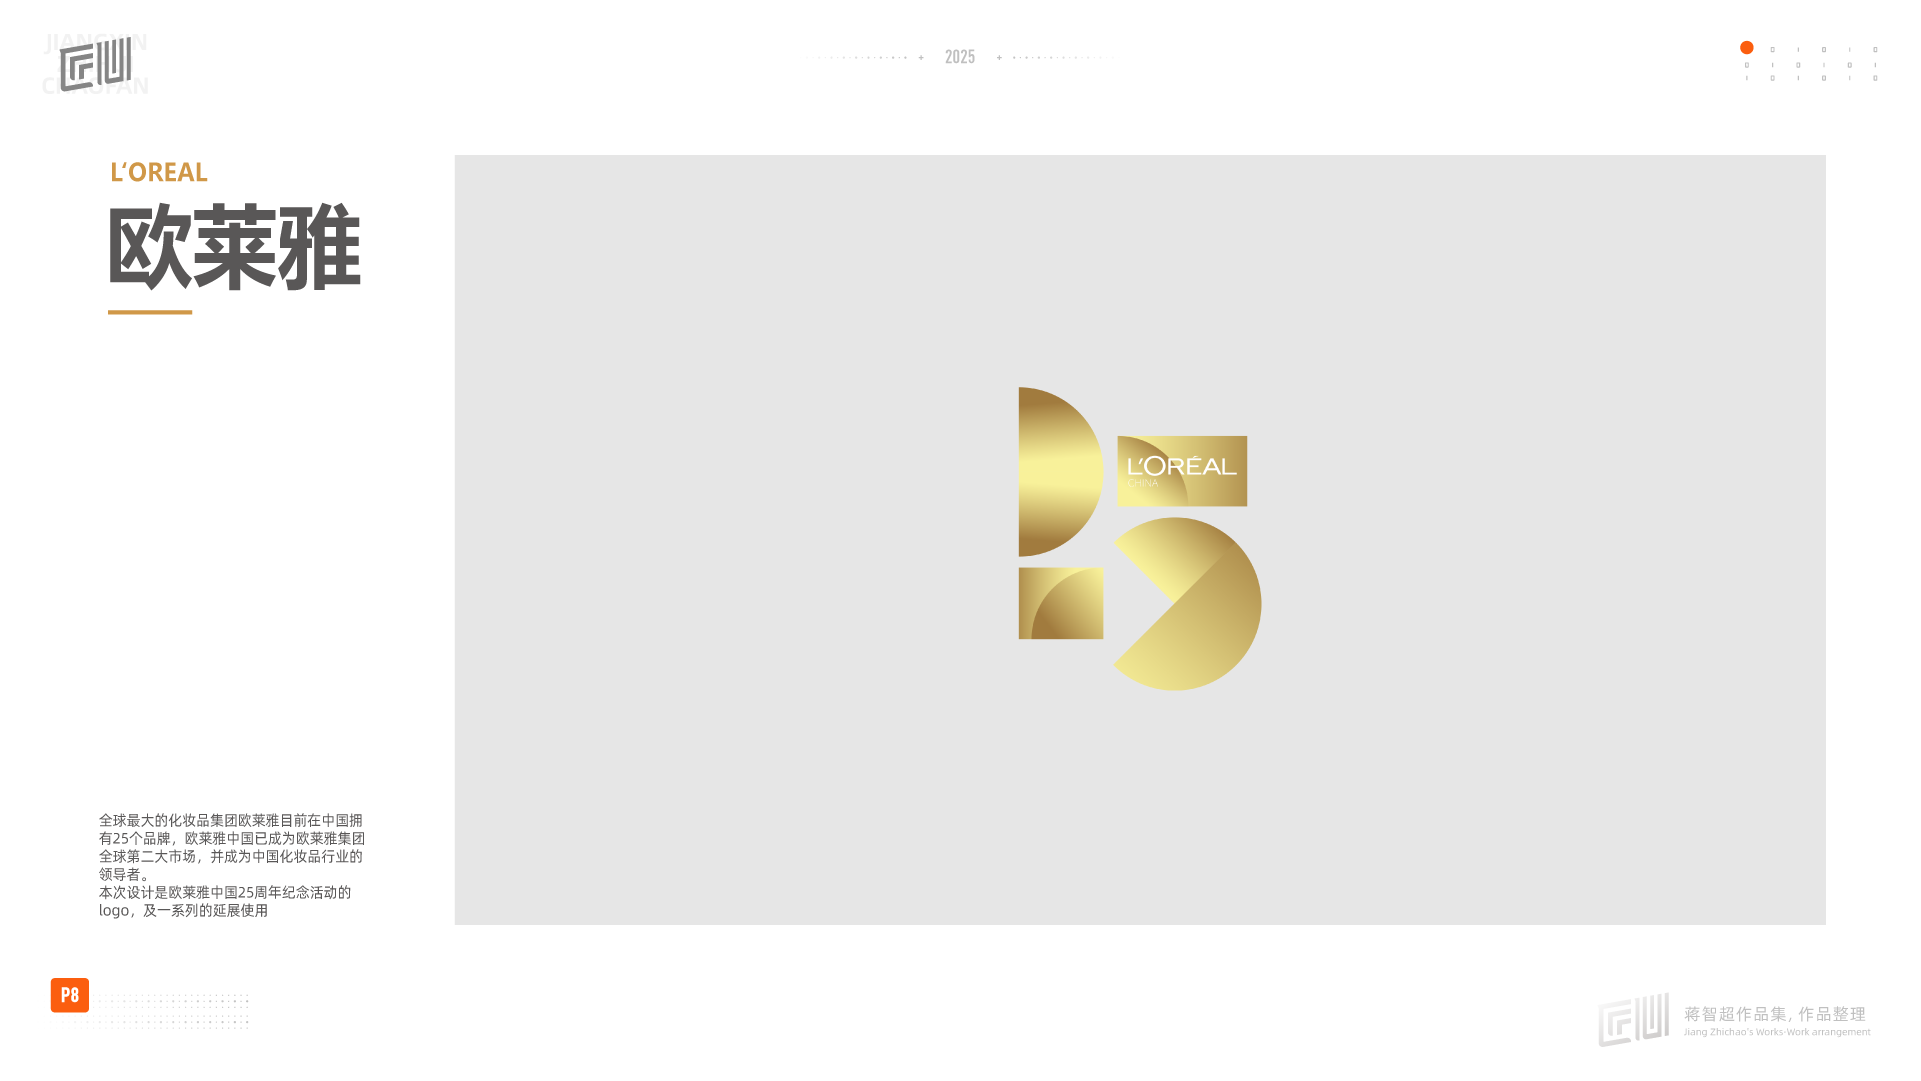 JIANGXIN
CHAOFAN
2025
L‘OREAL
欧莱雅
L'ORÉAL
CHINA
全球最大的化妆品集团欧莱雅目前在中国拥
有25个品牌，欧莱雅中国已成为欧莱雅集团
全球第二大市场，并成为中国化妆品行业的
领导者。
本次设计是欧莱雅中国25周年纪念活动的
logo，及一系列的延展使用
P8
蒋智超作品集, 作品整理
Jiang Zhichao's Works-Work arrangement